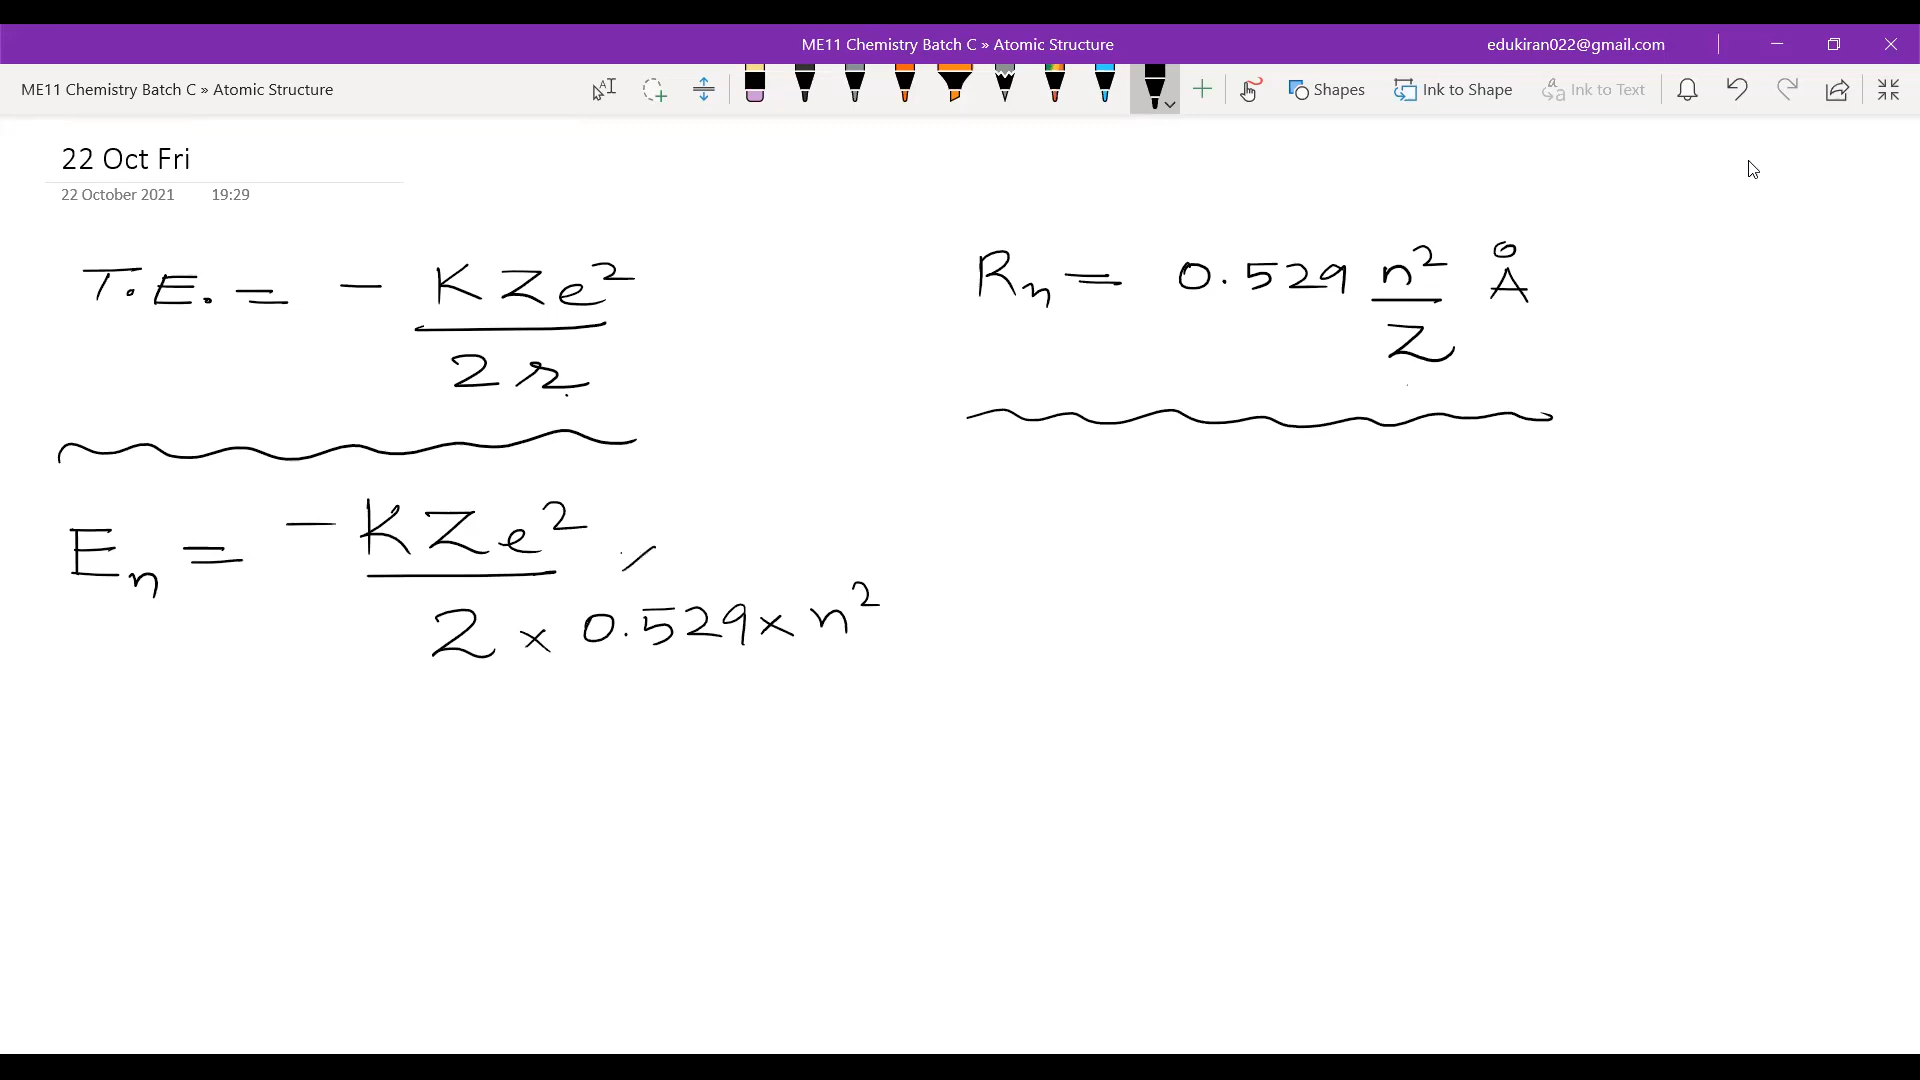 ME11 Chemistry Batch C » Atomic Structure
edukiran022@gmail.com
ME11 Chemistry Batch C » Atomic Structure
Shapes
Ink to Shape
Ink to Text
22 Oct Fri
22 October 2021 19:29
T.E. = - KZe²
2r
Rn = 0.529 n² Å
Z
En = -KZe² ×
2 × 0.529 × n²